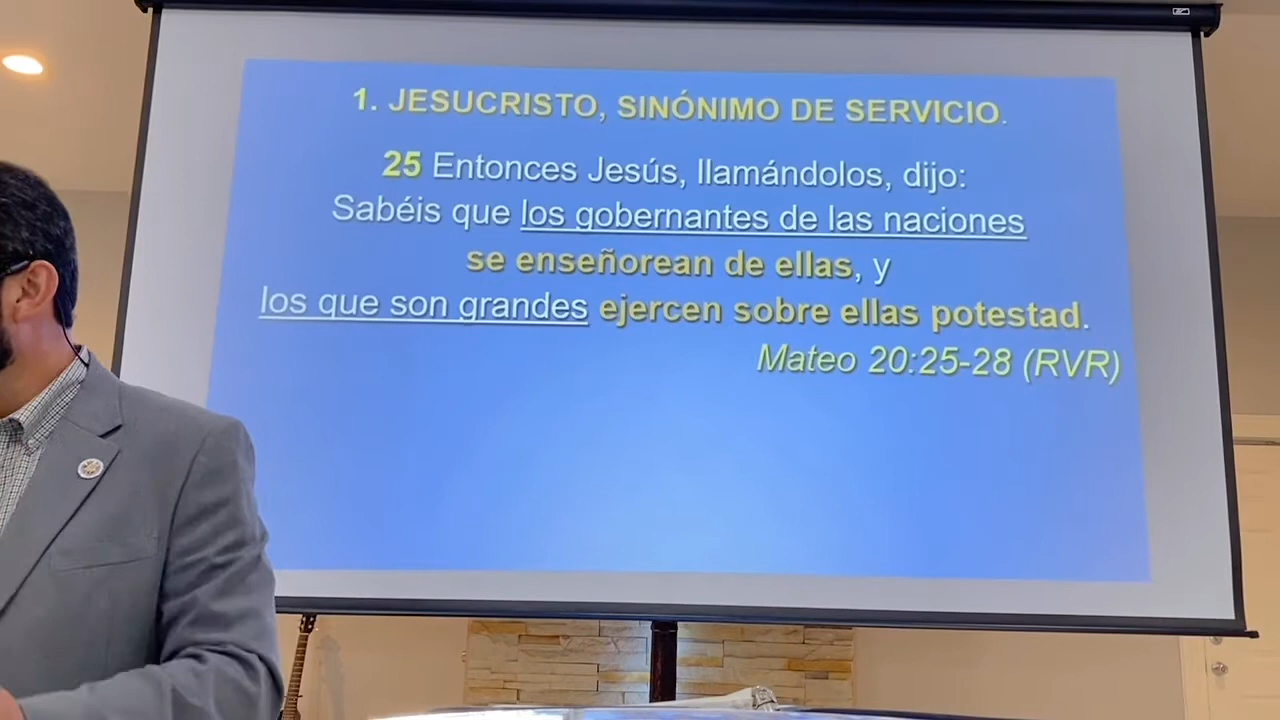 1. JESUCRISTO, SINÓNIMO DE SERVICIO.
25 Entonces Jesús, llamándolos, dijo:
Sabéis que los gobernantes de las naciones
se enseñorean de ellas, y
los que son grandes ejercen sobre ellas potestad.
Mateo 20:25-28 (RVR)